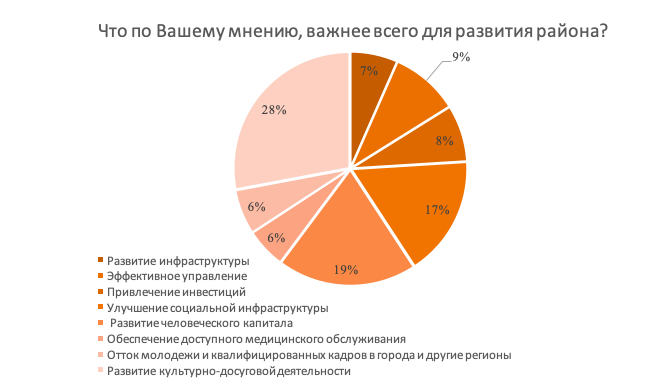 Что по Вашему мнению, важнее всего для развития района?
7%
9%
8%
17%
19%
6%
6%
28%
Развитие инфраструктуры
Эффективное управление
Привлечение инвестиций
Улучшение социальной инфраструктуры
Развитие человеческого капитала
Обеспечение доступного медицинского обслуживания
Отток молодежи и квалифицированных кадров в города и другие регионы
Развитие культурно-досуговой деятельности